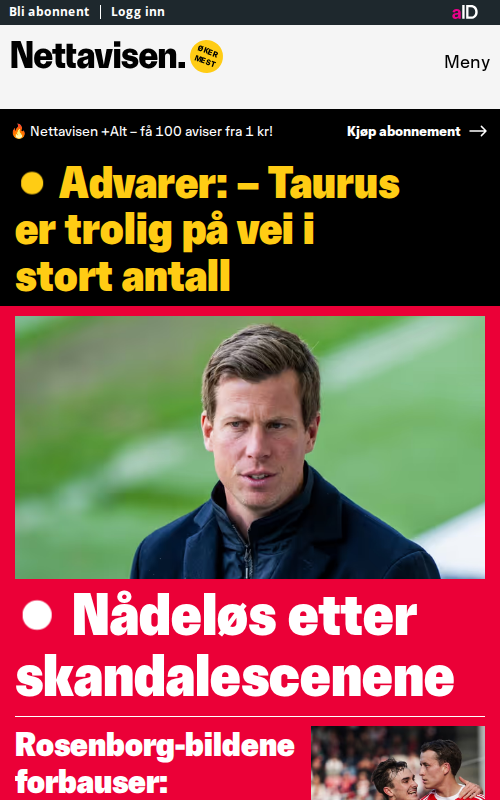 Bli abonnent | Logg inn
aID
Nettavisen.
ØKER
MEST
Meny
🔥 Nettavisen +Alt – få 100 aviser fra 1 kr!
Kjøp abonnement →
Advarer: – Taurus
er trolig på vei i
stort antall
Nådeløs etter
skandalescenene
Rosenborg-bildene
forbauser: